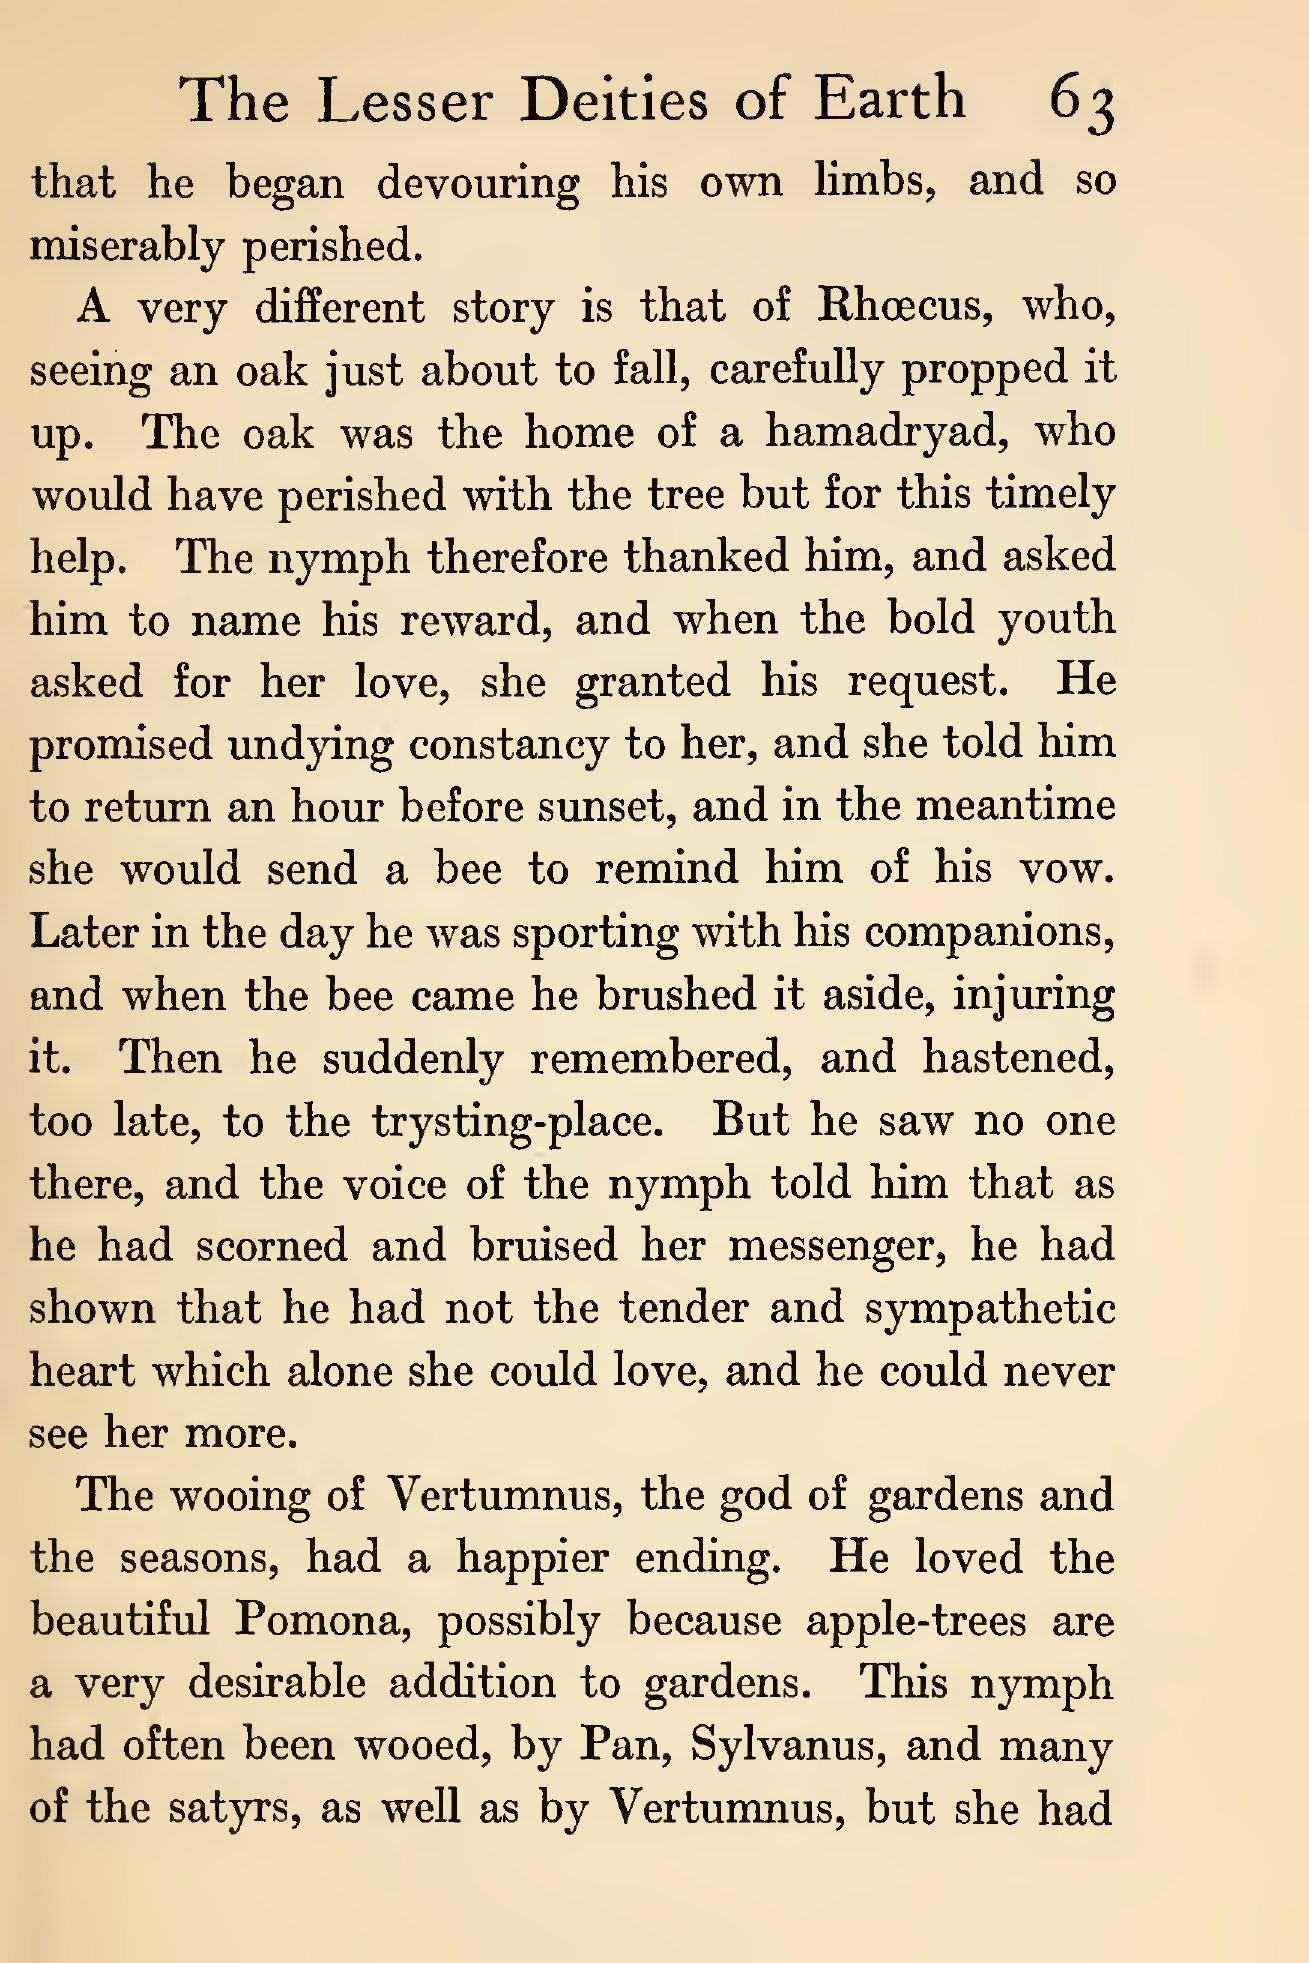 The Lesser Deities of Earth 63
that he began devouring his own limbs, and so
miserably perished.
A very different story is that of Rhœcus, who,
seeing an oak just about to fall, carefully propped it
up. The oak was the home of a hamadryad, who
would have perished with the tree but for this timely
help. The nymph therefore thanked him, and asked
him to name his reward, and when the bold youth
asked for her love, she granted his request. He
promised undying constancy to her, and she told him
to return an hour before sunset, and in the meantime
she would send a bee to remind him of his vow.
Later in the day he was sporting with his companions,
and when the bee came he brushed it aside, injuring
it. Then he suddenly remembered, and hastened,
too late, to the trysting-place. But he saw no one
there, and the voice of the nymph told him that as
he had scorned and bruised her messenger, he had
shown that he had not the tender and sympathetic
heart which alone she could love, and he could never
see her more.
The wooing of Vertumnus, the god of gardens and
the seasons, had a happier ending. He loved the
beautiful Pomona, possibly because apple-trees are
a very desirable addition to gardens. This nymph
had often been wooed, by Pan, Sylvanus, and many
of the satyrs, as well as by Vertumnus, but she had